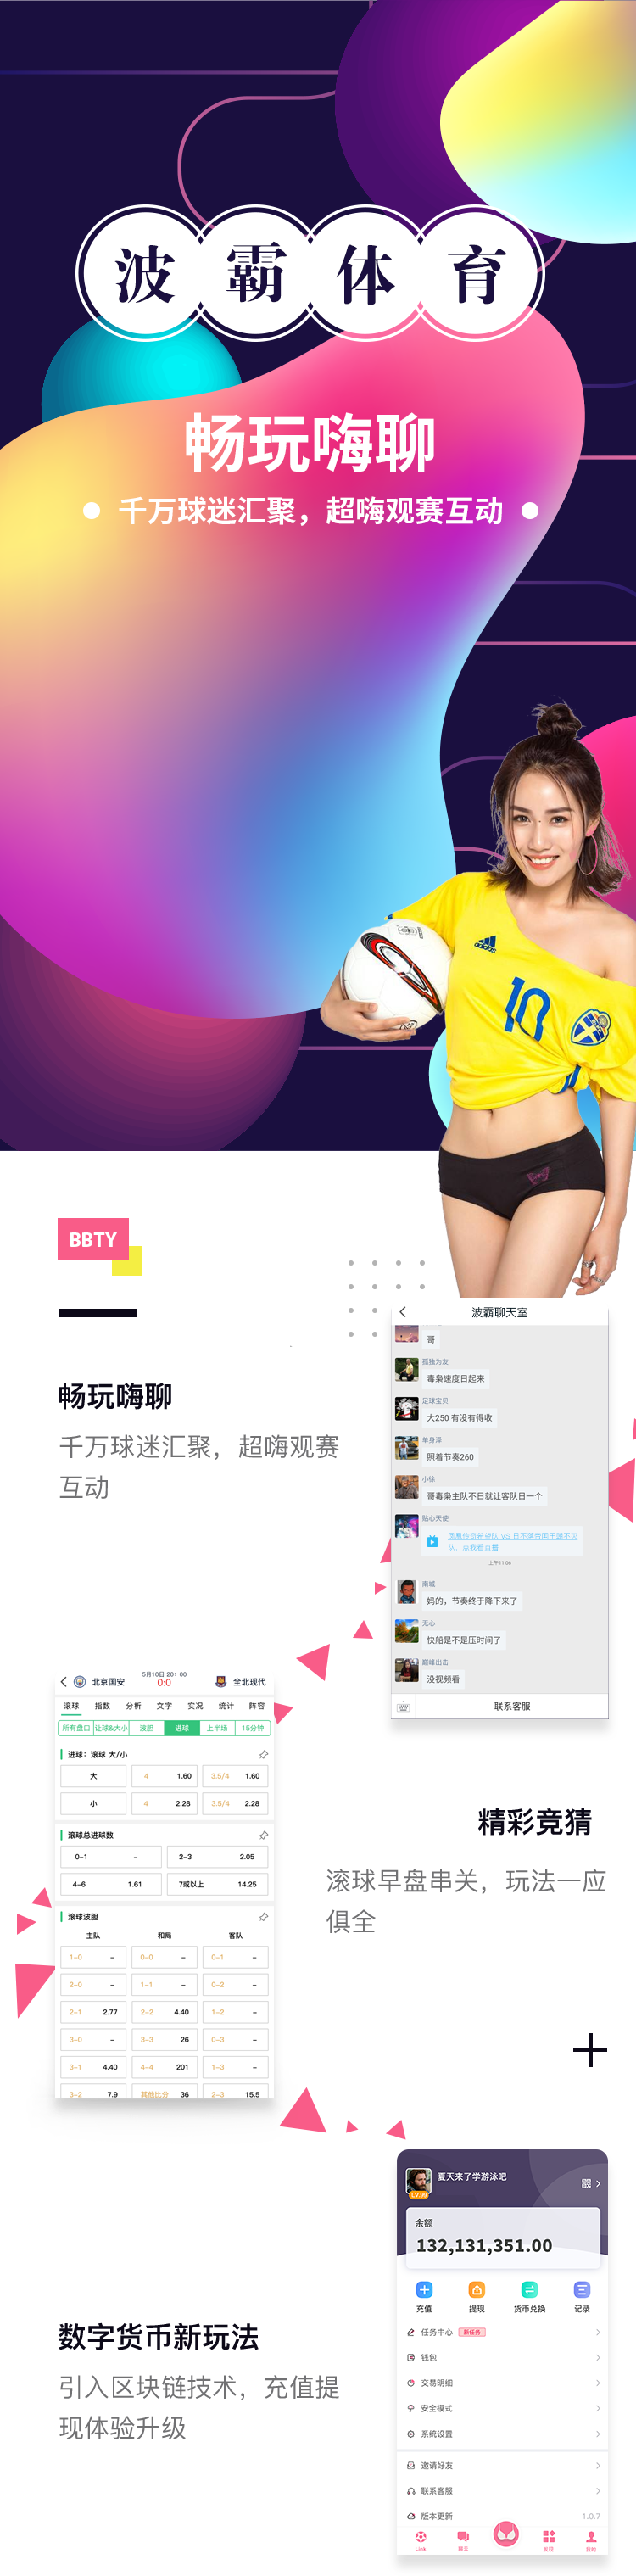 波霸体育
畅玩嗨聊
千万球迷汇聚，超嗨观赛互动
10
BBTY
畅玩嗨聊
千万球迷汇聚，超嗨观赛
互动
波霸聊天室
哥
孤独为友
毒枭速度日起来
足球宝贝
大250 有没有得收
单身泽
照着节奏260
小徐
哥毒枭主队不日就让客队日一个
贴心天使
队，点我看直播
上午11:36
南城
妈的，节奏终于降下来了
无心
快船是不是压时间了
巅峰出击
没视频看
联系客服
北京国安
5月10日 20：00
0:0
全北现代
滚球 指数 分析 文字 实况 统计 阵容
所有盘口 让球&大小 波胆 进球 上半场 15分钟
进球：滚球 大/小
大 4 1.60 3.5/4 1.60
小 4 2.28 3.5/4 2.28
滚球总进球数
0-1 - 2-3 2.05
4-6 1.61 7或以上 14.25
滚球波胆
主队 和局 客队
1-0 - 0-0 - 0-1 -
2-0 - 1-1 - 0-2 -
2-1 2.77 2-2 4.40 1-2 -
3-0 - 3-3 26 0-3 -
3-1 4.40 4-4 201 1-3 -
3-2 7.9 其他比分 36 2-3 15.5
精彩竞猜
滚球早盘串关，玩法一应
俱全
夏天来了学游泳吧
LV.99
余额
132,131,351.00
充值 提现 货币兑换 记录
任务中心 新任务
钱包
交易明细
安全模式
系统设置
邀请好友
联系客服
版本更新 1.0.7
Link 聊天 发现 我的
数字货币新玩法
引入区块链技术，充值提
现体验升级